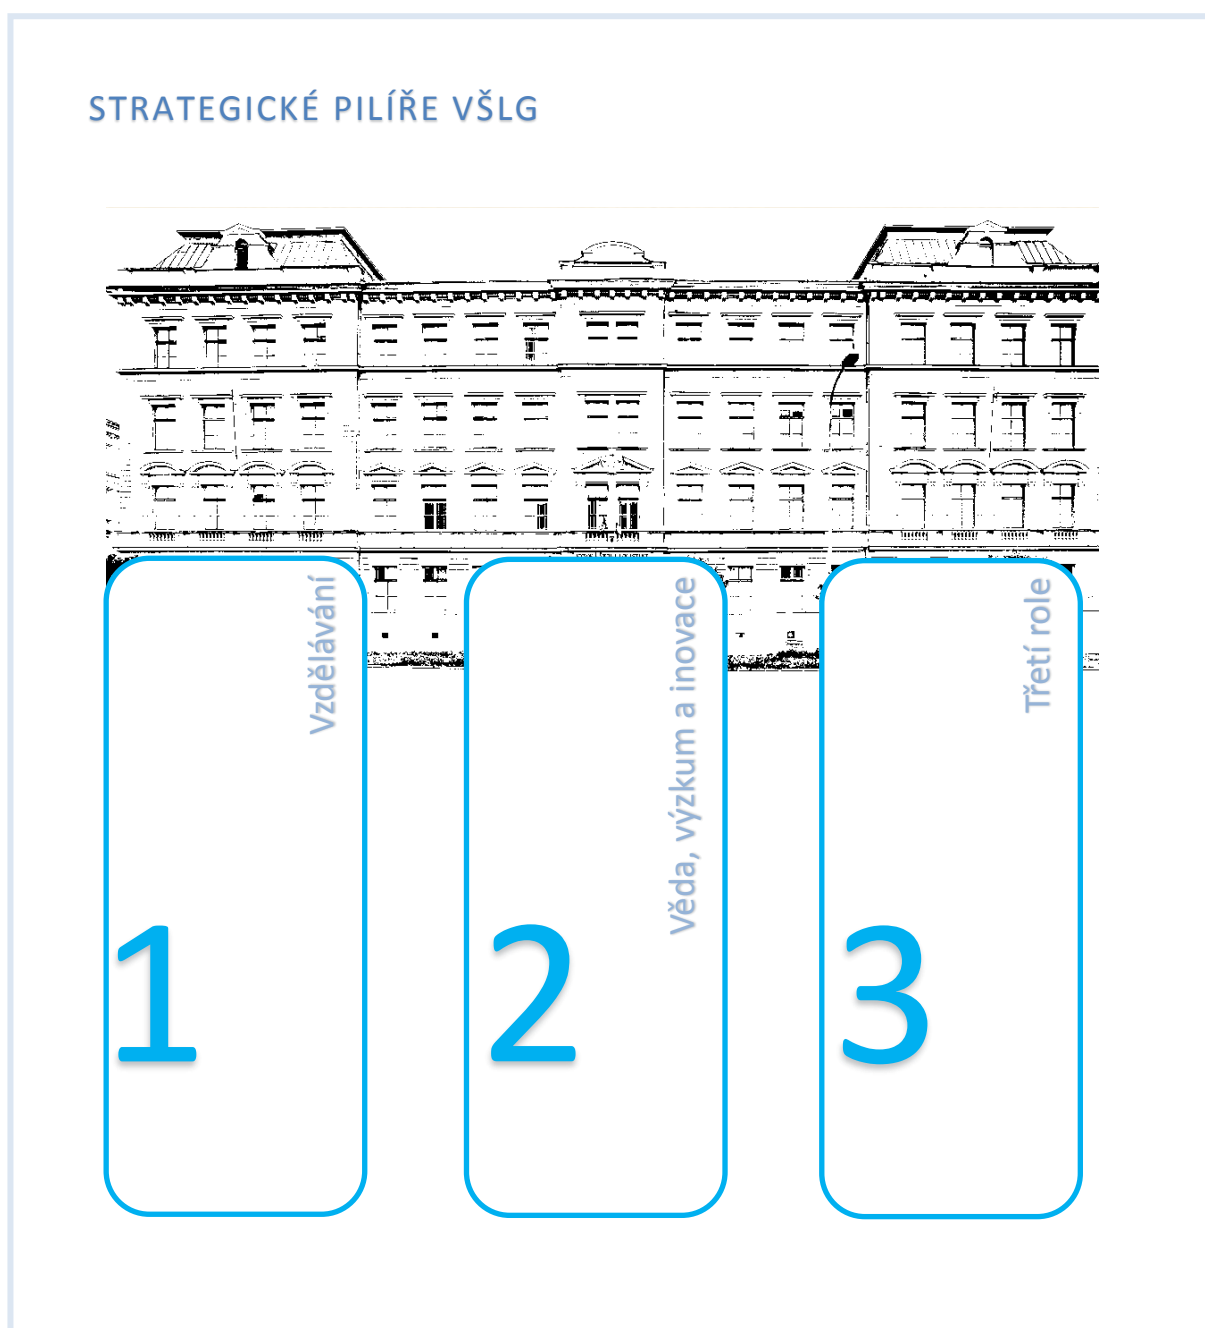 STRATEGICKÉ PILÍŘE VŠLG
Vzdělávání
1
Věda, výzkum a inovace
2
Třetí role
3